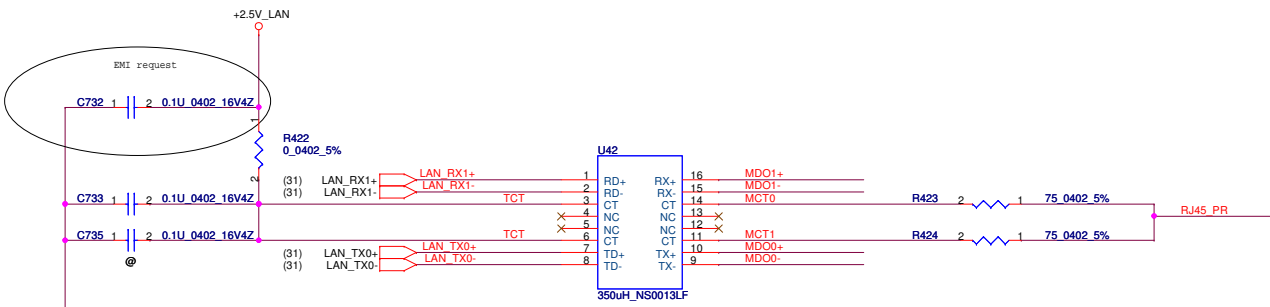 +2.5V_LAN
EMI request
C732 1 2 0.1U_0402_16V4Z
1
R422
0_0402_5%
2
U42
(31) LAN_RX1+ LAN_RX1+ 1 RD+ RX+ 16 MDO1+
(31) LAN_RX1- LAN_RX1- 2 RD- RX- 15 MDO1-
C733 1 2 0.1U_0402_16V4Z TCT 3 CT CT 14 MCT0 R423 2 1 75_0402_5%
4 NC NC 13
RJ45_PR
5 NC NC 12
C735 1 2 0.1U_0402_16V4Z TCT 6 CT CT 11 MCT1 R424 2 1 75_0402_5%
@
(31) LAN_TX0+ LAN_TX0+ 7 TD+ TX+ 10 MDO0+
(31) LAN_TX0- LAN_TX0- 8 TD- TX- 9 MDO0-
350uH_NS0013LF